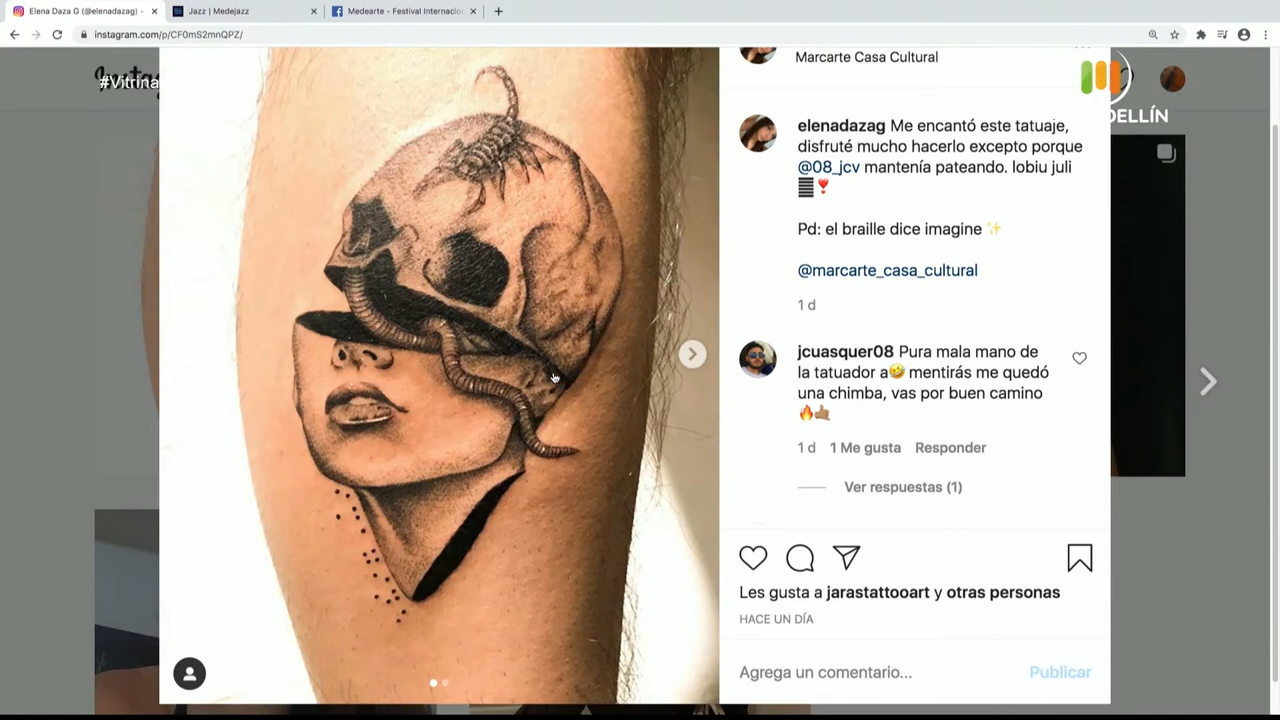 Elena Daza G (@elenadazag) -
Jazz | Medejazz
Medearte - Festival Internacio
instagram.com/p/CF0mS2mnQPZ/
#Vitrina
Marcarte Casa Cultural
DELLÍN
elenadazag Me encantó este tatuaje,
disfruté mucho hacerlo excepto porque
@08_jcv mantenía pateando. lobiu juli
Pd: el braille dice imagine ✨
@marcarte_casa_cultural
1 d
jcuasquer08 Pura mala mano de
la tatuador a🤣 mentirás me quedó
una chimba, vas por buen camino
1 d 1 Me gusta Responder
Ver respuestas (1)
Les gusta a jarastattooart y otras personas
HACE UN DÍA
Agrega un comentario... Publicar